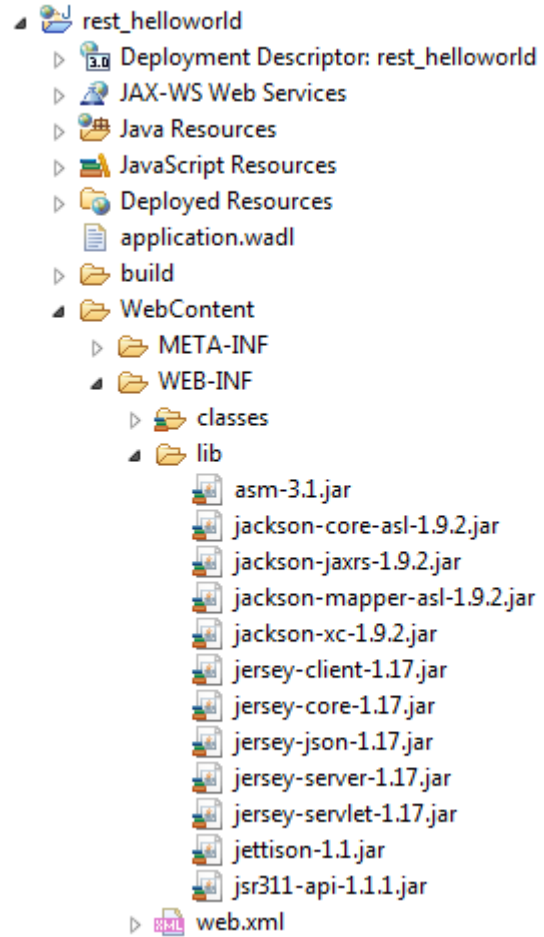 rest_helloworld
3.0 Deployment Descriptor: rest_helloworld
JAX-WS Web Services
Java Resources
JavaScript Resources
Deployed Resources
application.wadl
build
WebContent
META-INF
WEB-INF
classes
lib
asm-3.1.jar
jackson-core-asl-1.9.2.jar
jackson-jaxrs-1.9.2.jar
jackson-mapper-asl-1.9.2.jar
jackson-xc-1.9.2.jar
jersey-client-1.17.jar
jersey-core-1.17.jar
jersey-json-1.17.jar
jersey-server-1.17.jar
jersey-servlet-1.17.jar
jettison-1.1.jar
jsr311-api-1.1.1.jar
XML web.xml